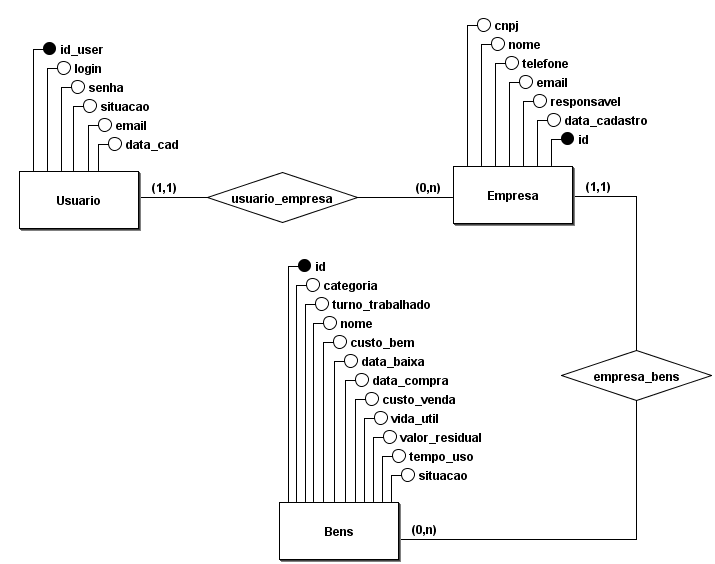 id_user
login
senha
situacao
email
data_cad
Usuario
(1,1)
usuario_empresa
(0,n)
cnpj
nome
telefone
email
responsavel
data_cadastro
id
Empresa
(1,1)
empresa_bens
(0,n)
id
categoria
turno_trabalhado
nome
custo_bem
data_baixa
data_compra
custo_venda
vida_util
valor_residual
tempo_uso
situacao
Bens